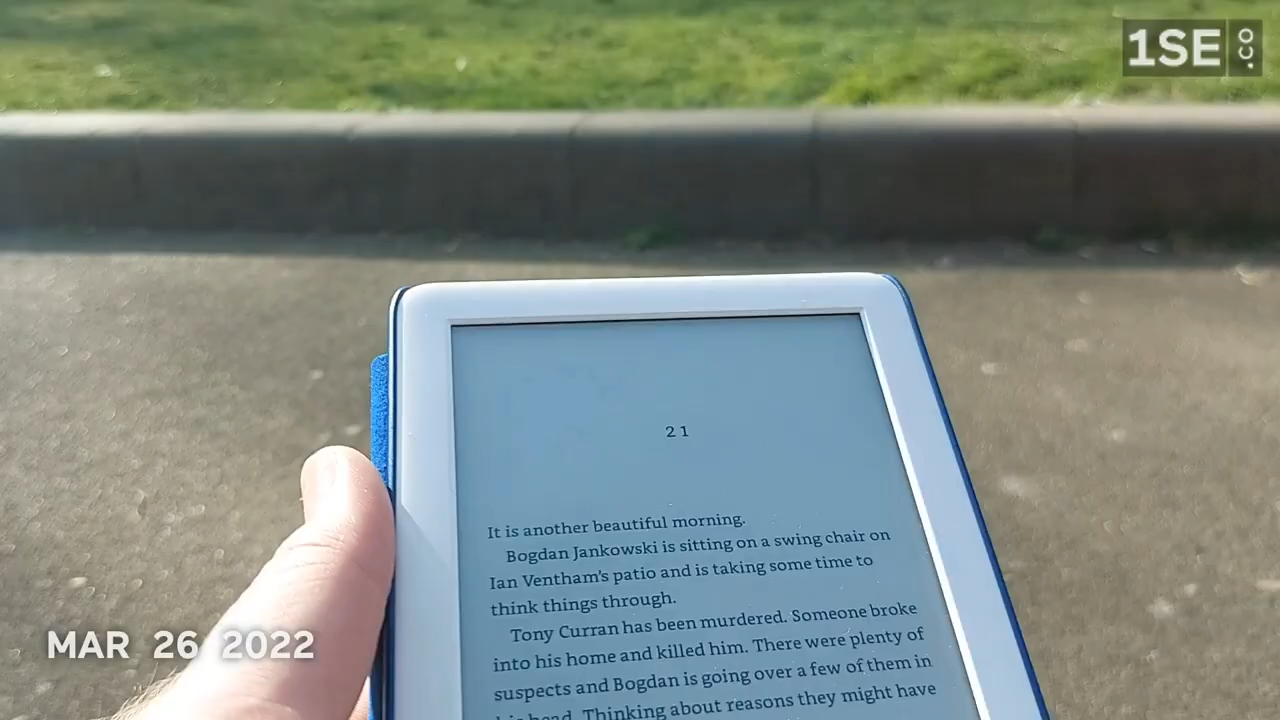 1SE .CO
21
It is another beautiful morning.
Bogdan Jankowski is sitting on a swing chair on
Ian Ventham's patio and is taking some time to
think things through.
Tony Curran has been murdered. Someone broke
into his home and killed him. There were plenty of
suspects and Bogdan is going over a few of them in
his head. Thinking about reasons they might have
MAR 26 2022